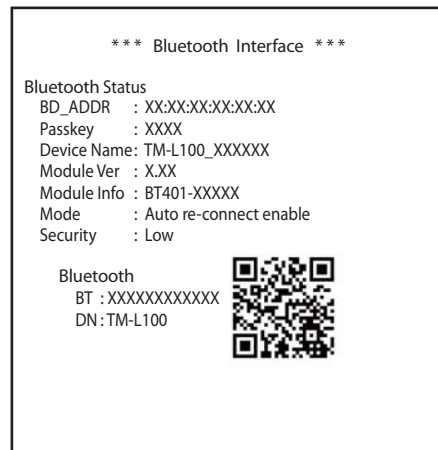 *** Bluetooth Interface ***
Bluetooth Status
BD_ADDR : XX:XX:XX:XX:XX:XX
Passkey : XXXX
Device Name: TM-L100_XXXXXX
Module Ver : X.XX
Module Info : BT401-XXXXX
Mode : Auto re-connect enable
Security : Low
Bluetooth
BT : XXXXXXXXXXXX
DN : TM-L100